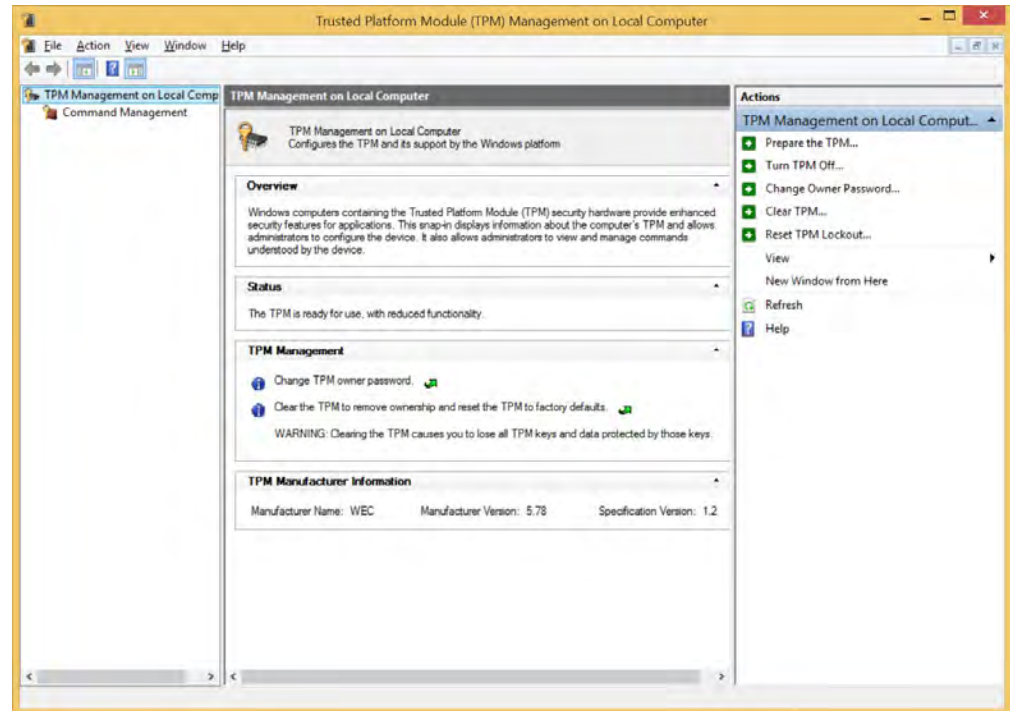 Trusted Platform Module (TPM) Management on Local Computer
File Action View Window Help
TPM Management on Local Comp
Command Management
TPM Management on Local Computer
TPM Management on Local Computer
Configures the TPM and its support by the Windows platform
Overview
Windows computers containing the Trusted Platform Module (TPM) security hardware provide enhanced
security features for applications. This snap-in displays information about the computer's TPM and allows
administrators to configure the device. It also allows administrators to view and manage commands
understood by the device.
Status
The TPM is ready for use, with reduced functionality.
TPM Management
Change TPM owner password.
Clear the TPM to remove ownership and reset the TPM to factory defaults.
WARNING: Clearing the TPM causes you to lose all TPM keys and data protected by those keys.
TPM Manufacturer Information
Manufacturer Name: WEC Manufacturer Version: 5.78 Specification Version: 1.2
Actions
TPM Management on Local Comput...
Prepare the TPM...
Turn TPM Off...
Change Owner Password...
Clear TPM...
Reset TPM Lockout...
View
New Window from Here
Refresh
Help